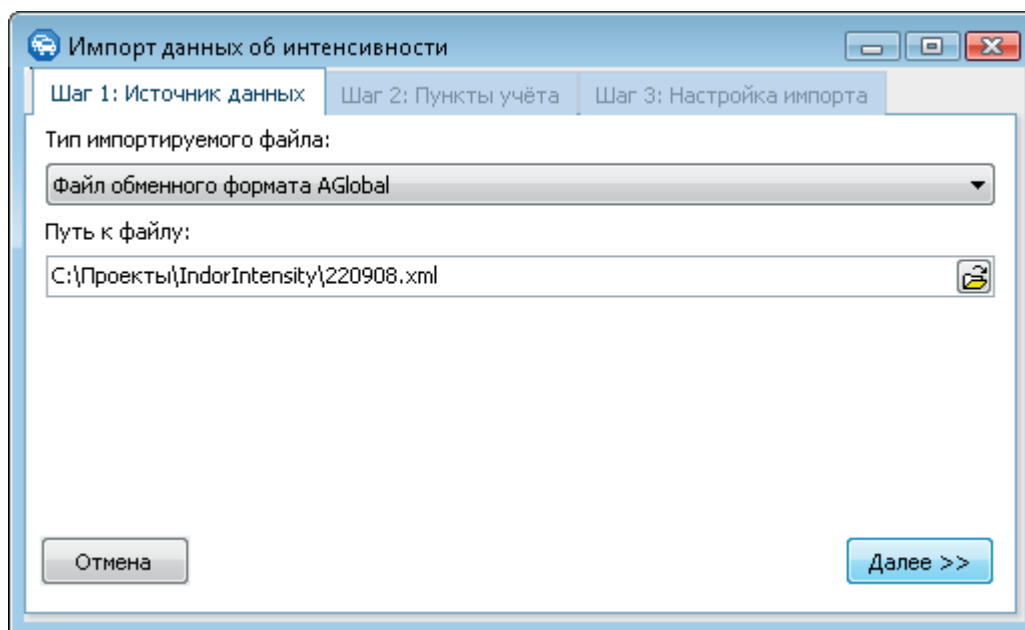 Импорт данных об интенсивности
Шаг 1: Источник данных Шаг 2: Пункты учёта Шаг 3: Настройка импорта
Тип импортируемого файла:
Файл обменного формата AGlobal
Путь к файлу:
C:\Проекты\IndorIntensity\220908.xml
Отмена Далее >>